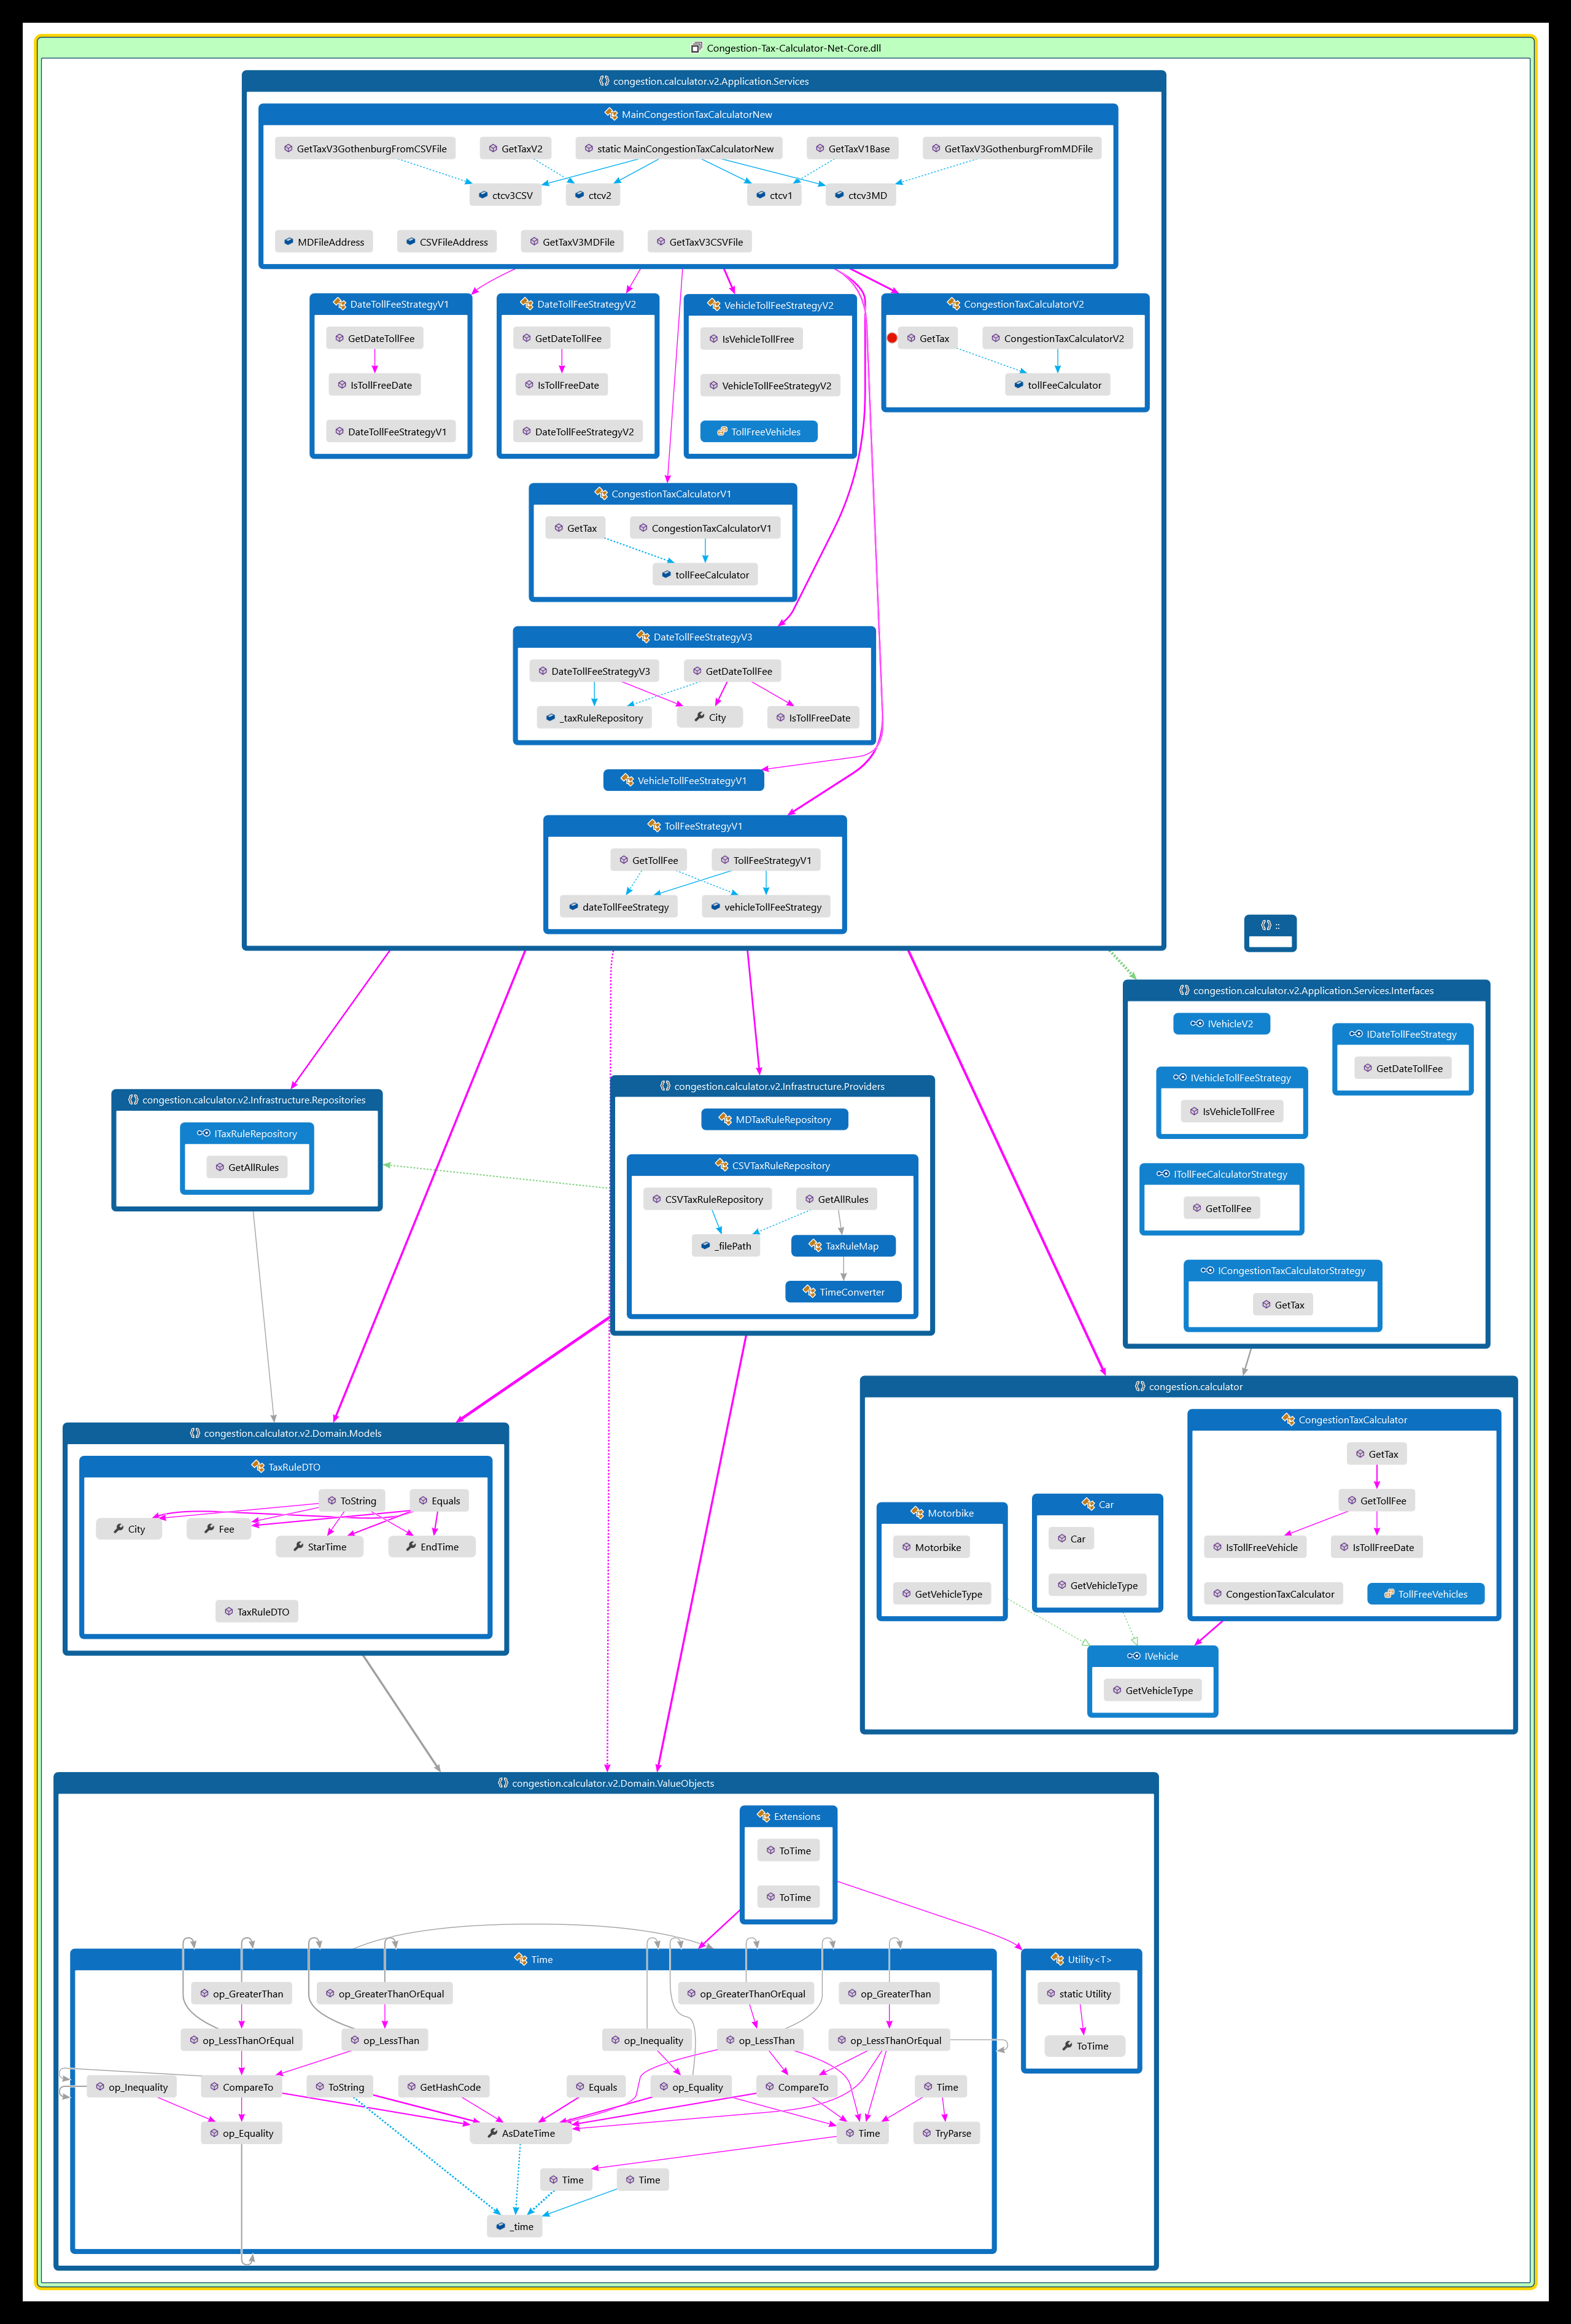 Congestion-Tax-Calculator-Net-Core.dll
congestion.calculator.v2.Application.Services
MainCongestionTaxCalculatorNew
GetTaxV3GothenburgFromCSVFile
GetTaxV2
static MainCongestionTaxCalculatorNew
GetTaxV1Base
GetTaxV3GothenburgFromMDFile
ctcv3CSV
ctcv2
ctcv1
ctcv3MD
MDFileAddress
CSVFileAddress
GetTaxV3MDFile
GetTaxV3CSVFile
DateTollFeeStrategyV1
GetDateTollFee
IsTollFreeDate
DateTollFeeStrategyV1
DateTollFeeStrategyV2
GetDateTollFee
IsTollFreeDate
DateTollFeeStrategyV2
VehicleTollFeeStrategyV2
IsVehicleTollFree
VehicleTollFeeStrategyV2
TollFreeVehicles
CongestionTaxCalculatorV2
GetTax
CongestionTaxCalculatorV2
tollFeeCalculator
CongestionTaxCalculatorV1
GetTax
CongestionTaxCalculatorV1
tollFeeCalculator
DateTollFeeStrategyV3
DateTollFeeStrategyV3
GetDateTollFee
_taxRuleRepository
City
IsTollFreeDate
VehicleTollFeeStrategyV1
TollFeeStrategyV1
GetTollFee
TollFeeStrategyV1
dateTollFeeStrategy
vehicleTollFeeStrategy
::
congestion.calculator.v2.Application.Services.Interfaces
IVehicleV2
IDateTollFeeStrategy
GetDateTollFee
IVehicleTollFeeStrategy
IsVehicleTollFree
ITollFeeCalculatorStrategy
GetTollFee
ICongestionTaxCalculatorStrategy
GetTax
congestion.calculator.v2.Infrastructure.Repositories
ITaxRuleRepository
GetAllRules
congestion.calculator.v2.Infrastructure.Providers
MDTaxRuleRepository
CSVTaxRuleRepository
CSVTaxRuleRepository
GetAllRules
_filePath
TaxRuleMap
TimeConverter
congestion.calculator
CongestionTaxCalculator
GetTax
GetTollFee
IsTollFreeVehicle
IsTollFreeDate
CongestionTaxCalculator
TollFreeVehicles
Motorbike
Motorbike
GetVehicleType
Car
Car
GetVehicleType
IVehicle
GetVehicleType
congestion.calculator.v2.Domain.Models
TaxRuleDTO
ToString
Equals
City
Fee
StarTime
EndTime
TaxRuleDTO
congestion.calculator.v2.Domain.ValueObjects
Extensions
ToTime
ToTime
Time
op_GreaterThan
op_GreaterThanOrEqual
op_GreaterThanOrEqual
op_GreaterThan
op_LessThanOrEqual
op_LessThan
op_Inequality
op_LessThan
op_LessThanOrEqual
op_Inequality
CompareTo
ToString
GetHashCode
Equals
op_Equality
CompareTo
Time
op_Equality
AsDateTime
Time
TryParse
Time
Time
_time
Utility<T>
static Utility
ToTime